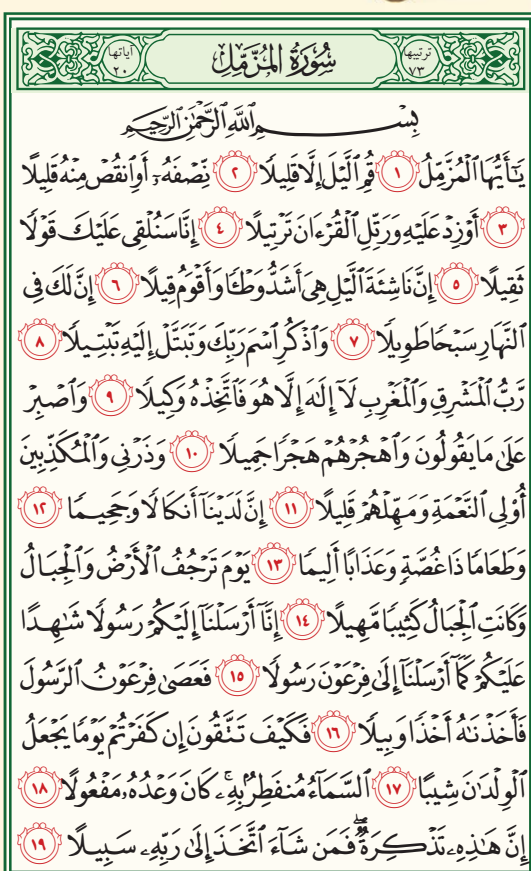 ترتيبها ٧٣ سُورَةُ الْمُزَّمِّلِ آياتها ٢٠
بِسْمِ ٱللَّهِ ٱلرَّحْمَٰنِ ٱلرَّحِيمِ
يَٰٓأَيُّهَا ٱلْمُزَّمِّلُ ١ قُمِ ٱلَّيْلَ إِلَّا قَلِيلًا ٢ نِّصْفَهُۥٓ أَوِ ٱنقُصْ مِنْهُ قَلِيلًا
٣ أَوْ زِدْ عَلَيْهِ وَرَتِّلِ ٱلْقُرْءَانَ تَرْتِيلًا ٤ إِنَّا سَنُلْقِى عَلَيْكَ قَوْلًا
ثَقِيلًا ٥ إِنَّ نَاشِئَةَ ٱلَّيْلِ هِىَ أَشَدُّ وَطْـًٔا وَأَقْوَمُ قِيلًا ٦ إِنَّ لَكَ فِى
ٱلنَّهَارِ سَبْحًا طَوِيلًا ٧ وَٱذْكُرِ ٱسْمَ رَبِّكَ وَتَبَتَّلْ إِلَيْهِ تَبْتِيلًا ٨
رَّبُّ ٱلْمَشْرِقِ وَٱلْمَغْرِبِ لَآ إِلَٰهَ إِلَّا هُوَ فَٱتَّخِذْهُ وَكِيلًا ٩ وَٱصْبِرْ
عَلَىٰ مَا يَقُولُونَ وَٱهْجُرْهُمْ هَجْرًا جَمِيلًا ١٠ وَذَرْنِى وَٱلْمُكَذِّبِينَ
أُو۟لِى ٱلنَّعْمَةِ وَمَهِّلْهُمْ قَلِيلًا ١١ إِنَّ لَدَيْنَآ أَنكَالًا وَجَحِيمًا ١٢
وَطَعَامًا ذَا غُصَّةٍ وَعَذَابًا أَلِيمًا ١٣ يَوْمَ تَرْجُفُ ٱلْأَرْضُ وَٱلْجِبَالُ
وَكَانَتِ ٱلْجِبَالُ كَثِيبًا مَّهِيلًا ١٤ إِنَّآ أَرْسَلْنَآ إِلَيْكُمْ رَسُولًا شَٰهِدًا
عَلَيْكُمْ كَمَآ أَرْسَلْنَآ إِلَىٰ فِرْعَوْنَ رَسُولًا ١٥ فَعَصَىٰ فِرْعَوْنُ ٱلرَّسُولَ
فَأَخَذْنَٰهُ أَخْذًا وَبِيلًا ١٦ فَكَيْفَ تَتَّقُونَ إِن كَفَرْتُمْ يَوْمًا يَجْعَلُ
ٱلْوِلْدَٰنَ شِيبًا ١٧ ٱلسَّمَآءُ مُنفَطِرٌۢ بِهِۦ ۚ كَانَ وَعْدُهُۥ مَفْعُولًا ١٨
إِنَّ هَٰذِهِۦ تَذْكِرَةٌ ۖ فَمَن شَآءَ ٱتَّخَذَ إِلَىٰ رَبِّهِۦ سَبِيلًا ١٩